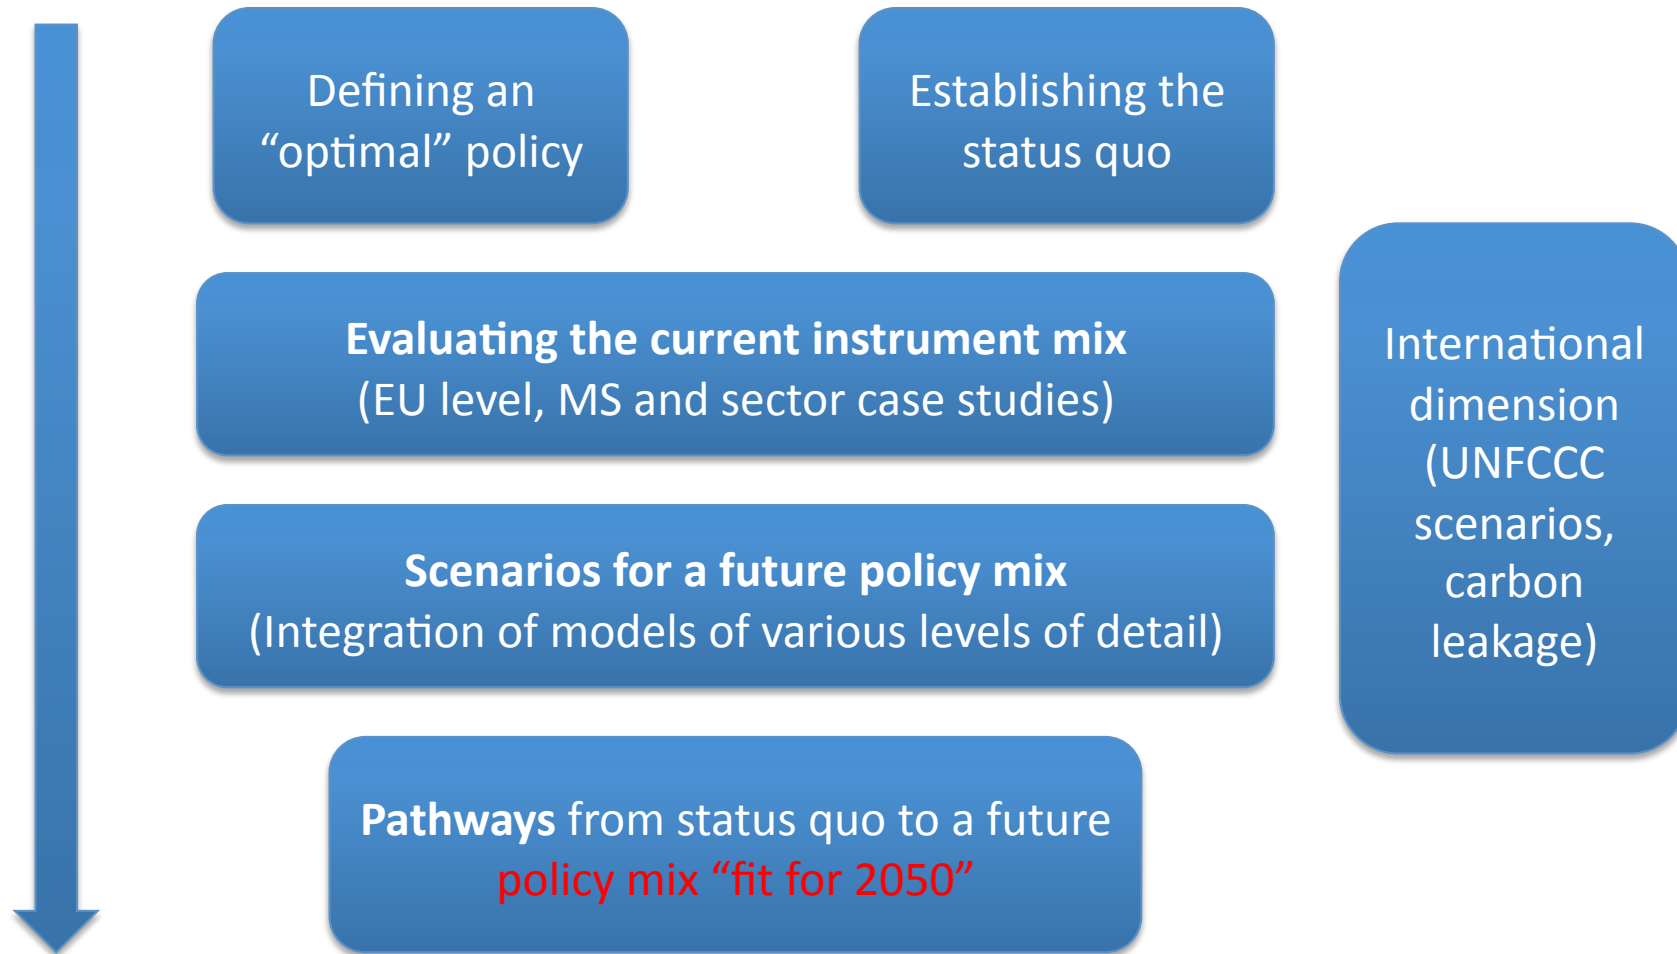 Defining an
“optimal” policy
Establishing the
status quo
Evaluating the current instrument mix
(EU level, MS and sector case studies)
Scenarios for a future policy mix
(Integration of models of various levels of detail)
Pathways from status quo to a future
policy mix “fit for 2050”
International
dimension
(UNFCCC
scenarios,
carbon
leakage)